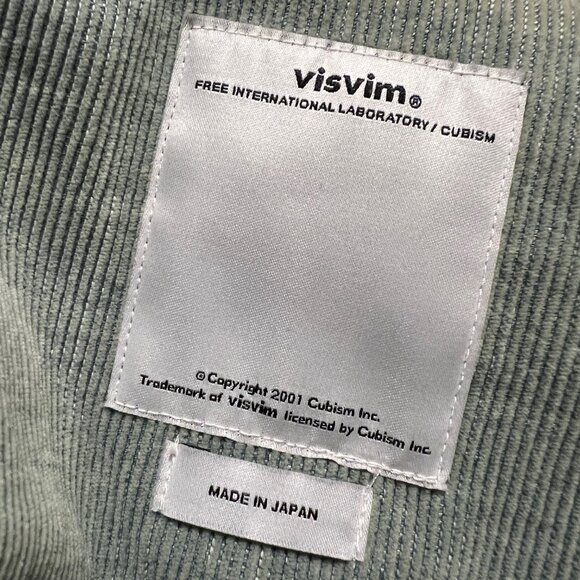 visvim®
FREE INTERNATIONAL LABORATORY / CUBISM
© Copyright 2001 Cubism Inc.
Trademark of visvim licensed by Cubism Inc.
MADE IN JAPAN